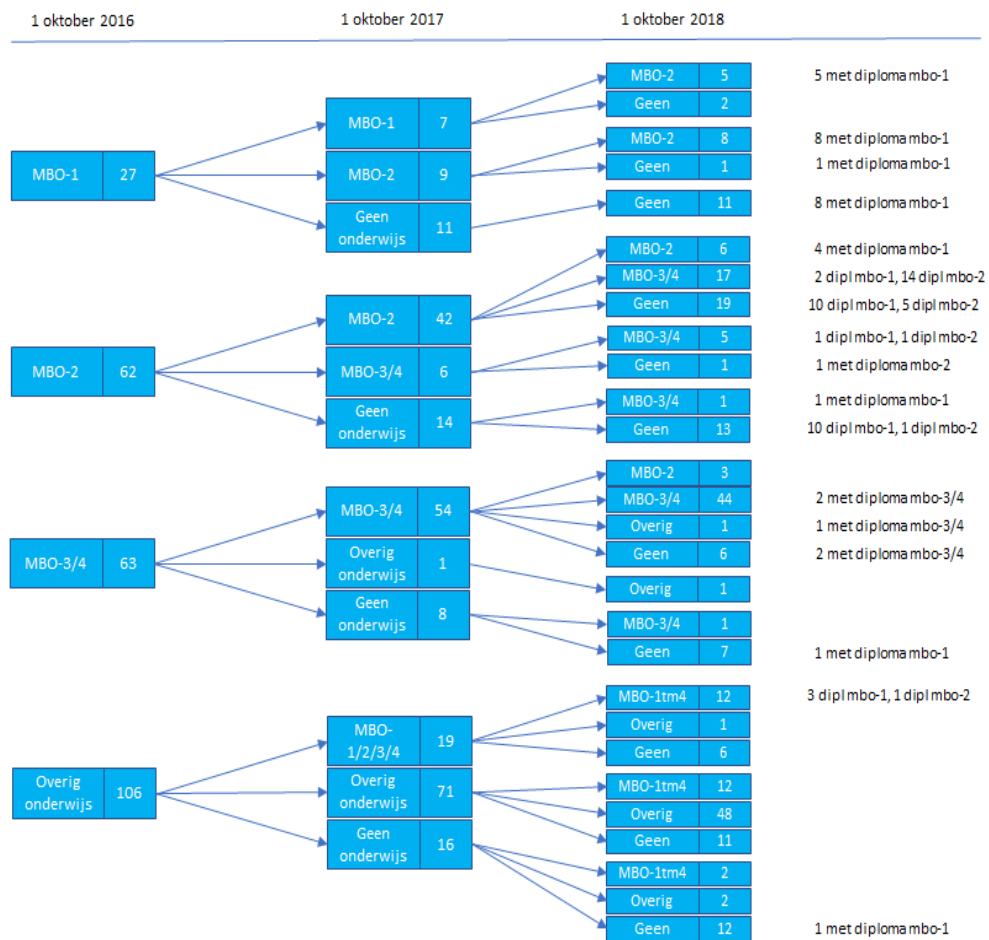 1 oktober 2016 1 oktober 2017 1 oktober 2018
MBO-2 5 5 met diploma mbo-1
Geen 2
MBO-1 7
MBO-2 8 8 met diploma mbo-1
Geen 1 1 met diploma mbo-1
MBO-1 27
MBO-2 9
Geen 11 8 met diploma mbo-1
Geen
onderwijs 11
MBO-2 6 4 met diploma mbo-1
MBO-3/4 17 2 dipl mbo-1, 14 dipl mbo-2
Geen 19 10 dipl mbo-1, 5 dipl mbo-2
MBO-2 42
MBO-3/4 5 1 dipl mbo-1, 1 dipl mbo-2
Geen 1 1 met diploma mbo-2
MBO-2 62
MBO-3/4 6
MBO-3/4 1 1 met diploma mbo-1
Geen
onderwijs 14
Geen 13 10 dipl mbo-1, 1 dipl mbo-2
MBO-2 3
MBO-3/4 44 2 met diploma mbo-3/4
MBO-3/4 54
Overig 1 1 met diploma mbo-3/4
Geen 6 2 met diploma mbo-3/4
MBO-3/4 63
Overig
onderwijs 1
Overig 1
Geen
onderwijs 8
MBO-3/4 1
Geen 7 1 met diploma mbo-1
MBO-1tm4 12 3 dipl mbo-1, 1 dipl mbo-2
Overig 1
MBO-
1/2/3/4 19
Geen 6
MBO-1tm4 12
Overig
onderwijs 106
Overig
onderwijs 71
Overig 48
Geen 11
Geen
onderwijs 16
MBO-1tm4 2
Overig 2
Geen 12 1 met diploma mbo-1